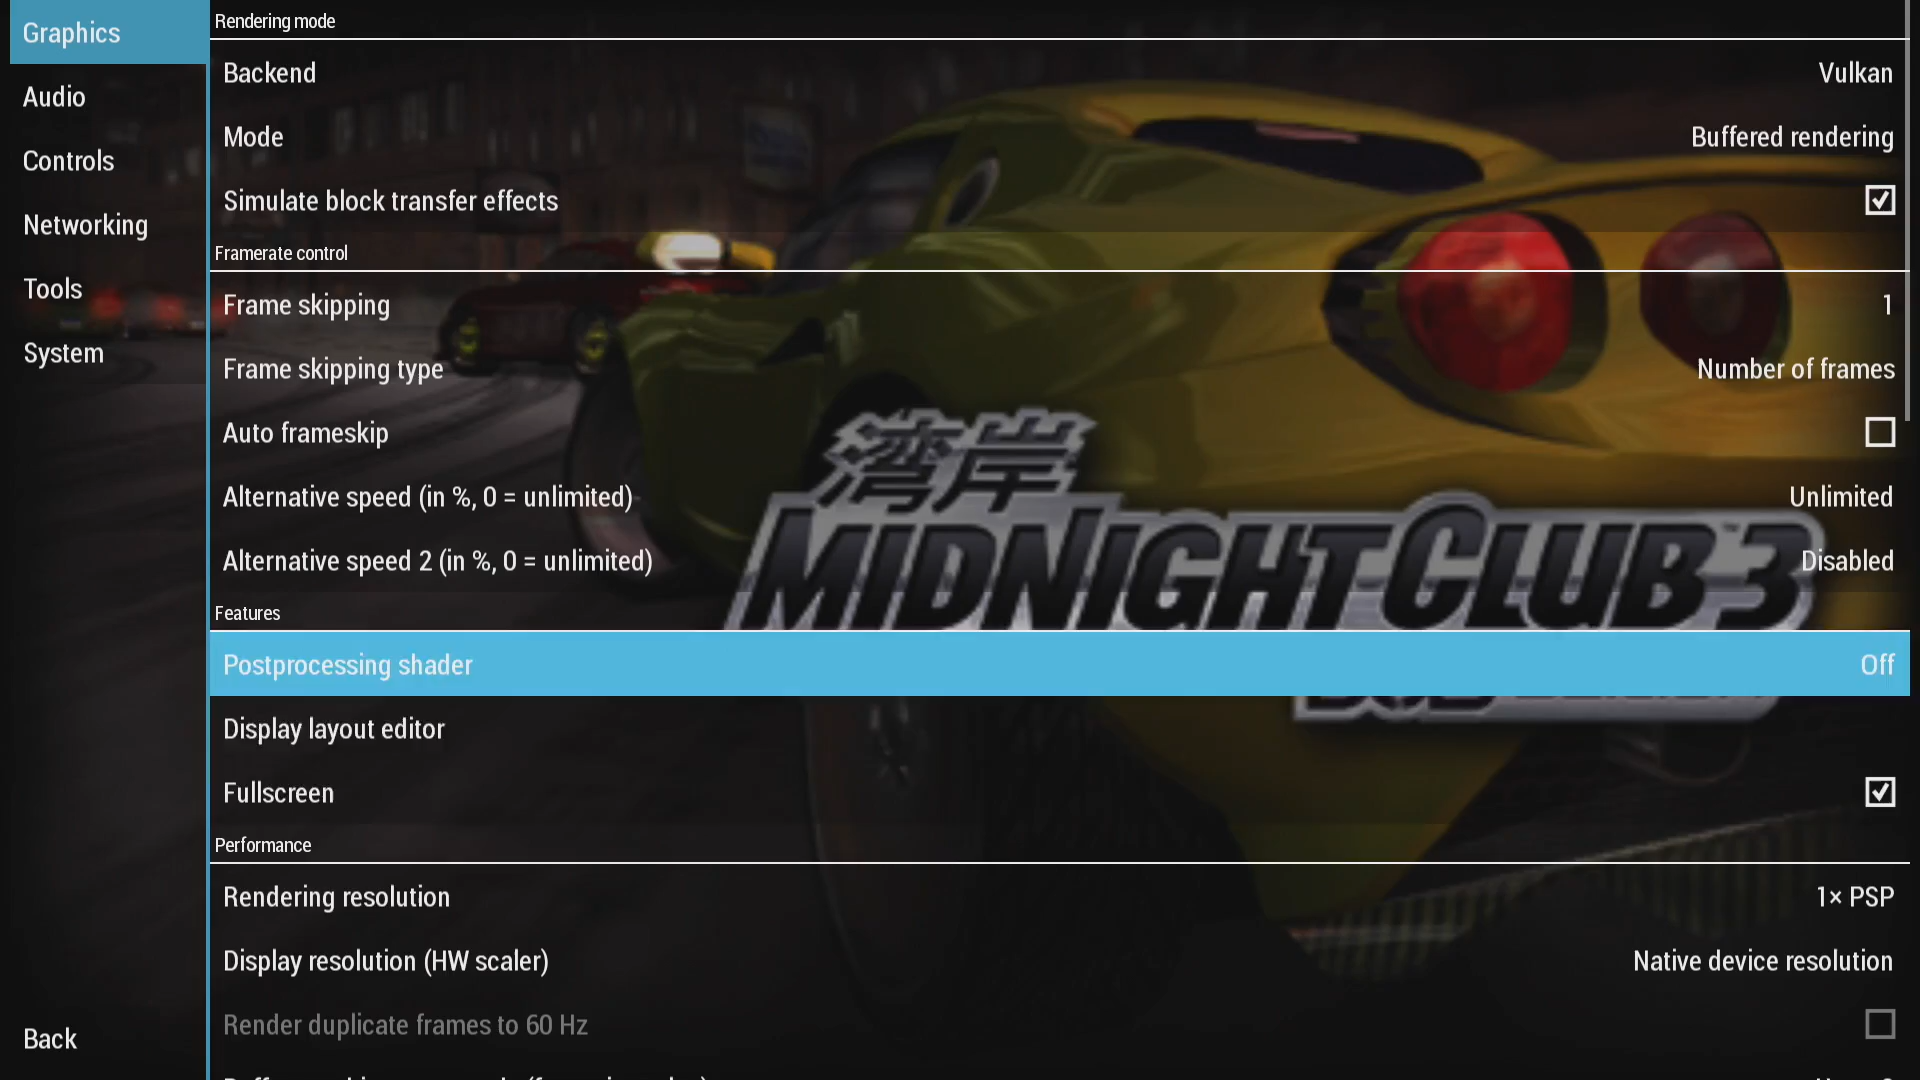 Graphics
Audio
Controls
Networking
Tools
System
Back
Rendering mode
Backend
Vulkan
Mode
Buffered rendering
Simulate block transfer effects
Framerate control
Frame skipping
1
Frame skipping type
Number of frames
Auto frameskip
Alternative speed (in %, 0 = unlimited)
Unlimited
Alternative speed 2 (in %, 0 = unlimited)
Disabled
Features
Postprocessing shader
Off
Display layout editor
Fullscreen
Performance
Rendering resolution
1× PSP
Display resolution (HW scaler)
Native device resolution
Render duplicate frames to 60 Hz
湾岸
MIDNIGHT CLUB 3